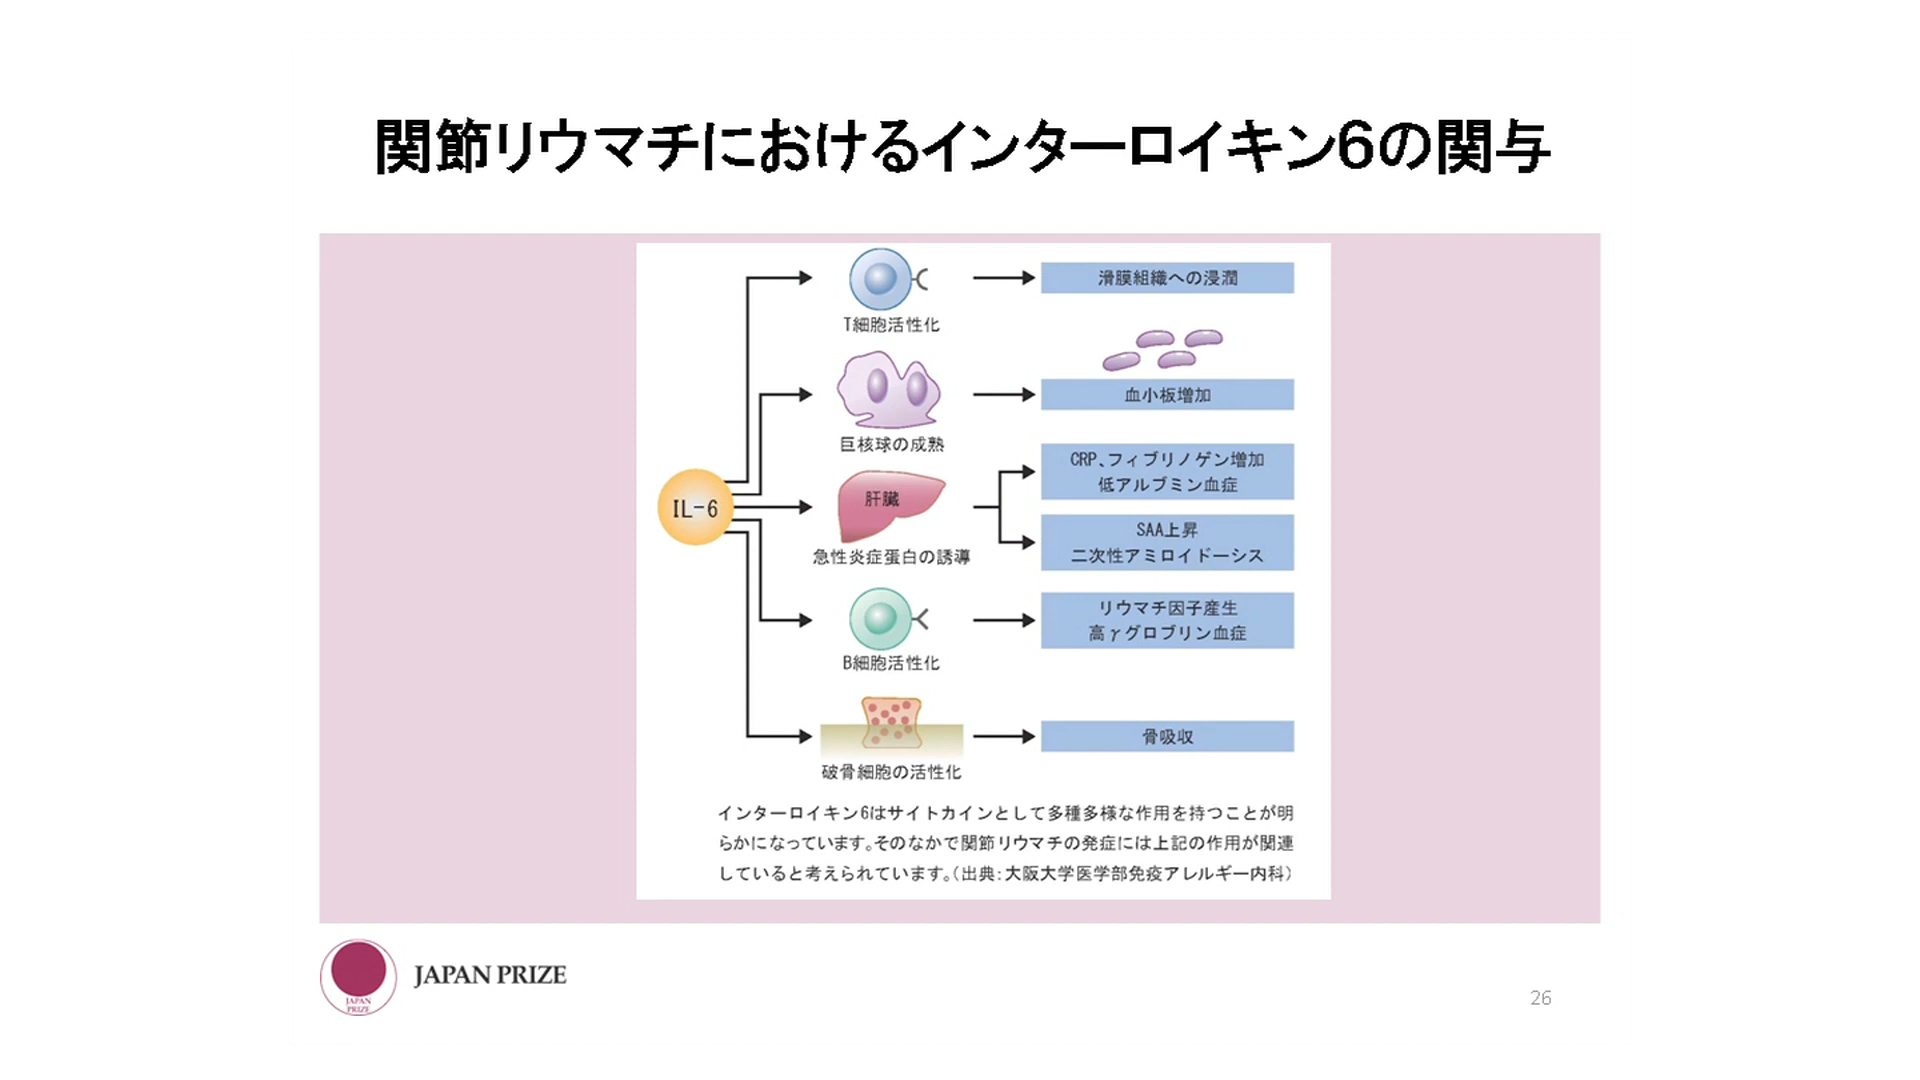 関節リウマチにおけるインターロイキン6の関与
滑膜組織への浸潤
T細胞活性化
血小板増加
巨核球の成熟
IL-6
肝臓
CRP、フィブリノゲン増加
低アルブミン血症
SAA上昇
二次性アミロイドーシス
急性炎症蛋白の誘導
リウマチ因子産生
高γグロブリン血症
B細胞活性化
骨吸収
破骨細胞の活性化
インターロイキン6はサイトカインとして多種多様な作用を持つことが明
らかになっています。そのなかで関節リウマチの発症には上記の作用が関連
していると考えられています。(出典:大阪大学医学部免疫アレルギー内科)
JAPAN
PRIZE
JAPAN PRIZE
26